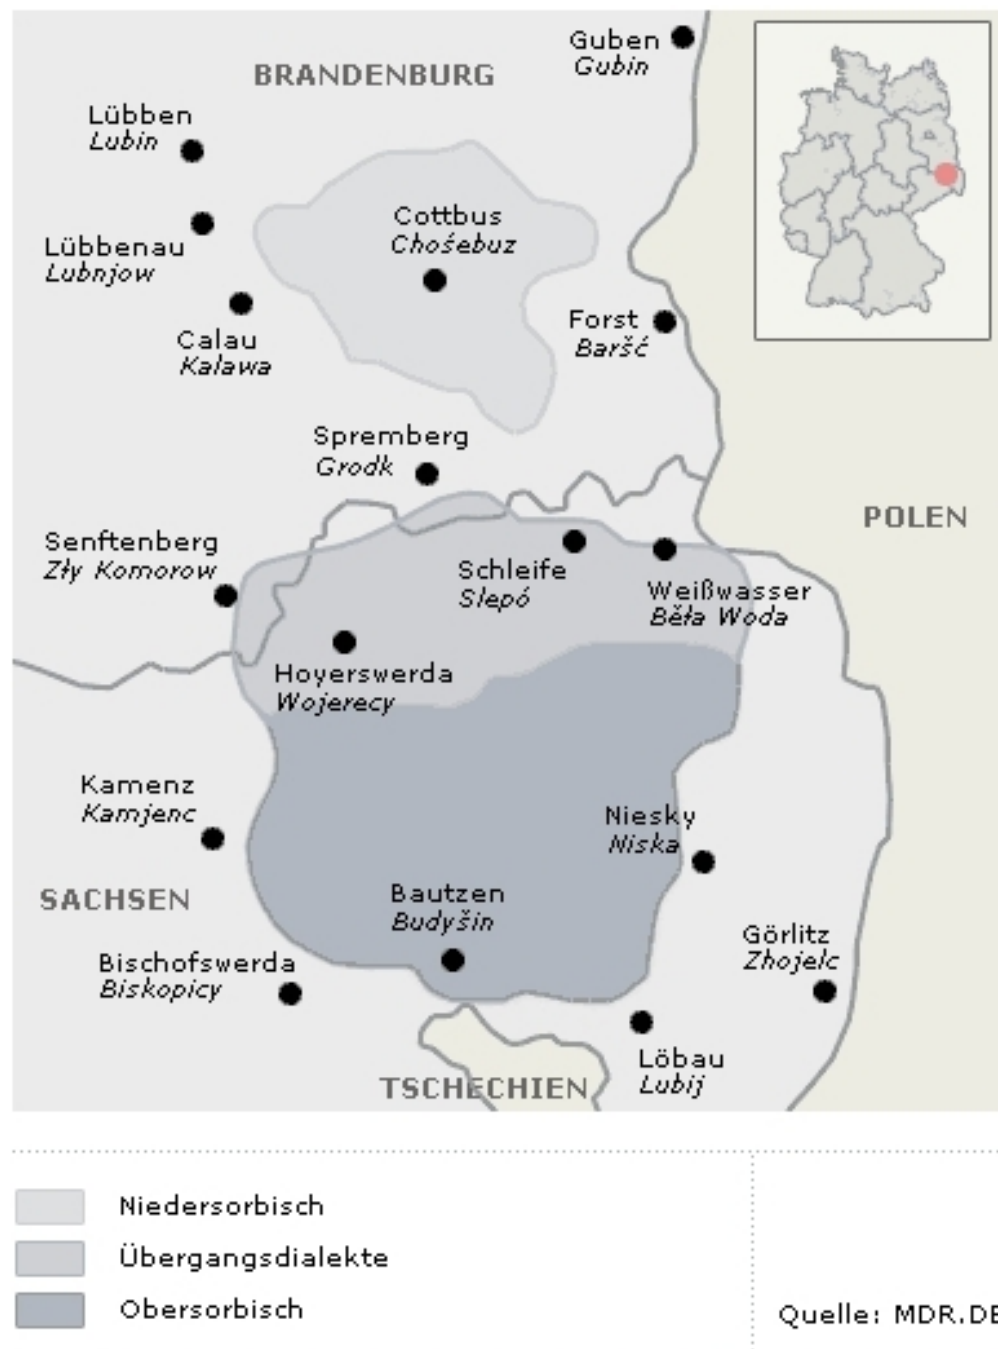 Guben
Gubin
BRANDENBURG
Lübben
Lubin
Cottbus
Chośebuz
Lübbenau
Lubnjow
Forst
Baršć
Calau
Kalawa
Spremberg
Grodk
POLEN
Senftenberg
Zły Komorow
Schleife
Slepó
Weißwasser
Běła Woda
Hoyerswerda
Wojerecy
Kamenz
Kamjenc
Niesky
Niska
SACHSEN
Bautzen
Budyšin
Görlitz
Zhojelc
Bischofswerda
Biskopicy
Löbau
Lubij
TSCHECHIEN
Niedersorbisch
Übergangsdialekte
Obersorbisch
Quelle: MDR.DE